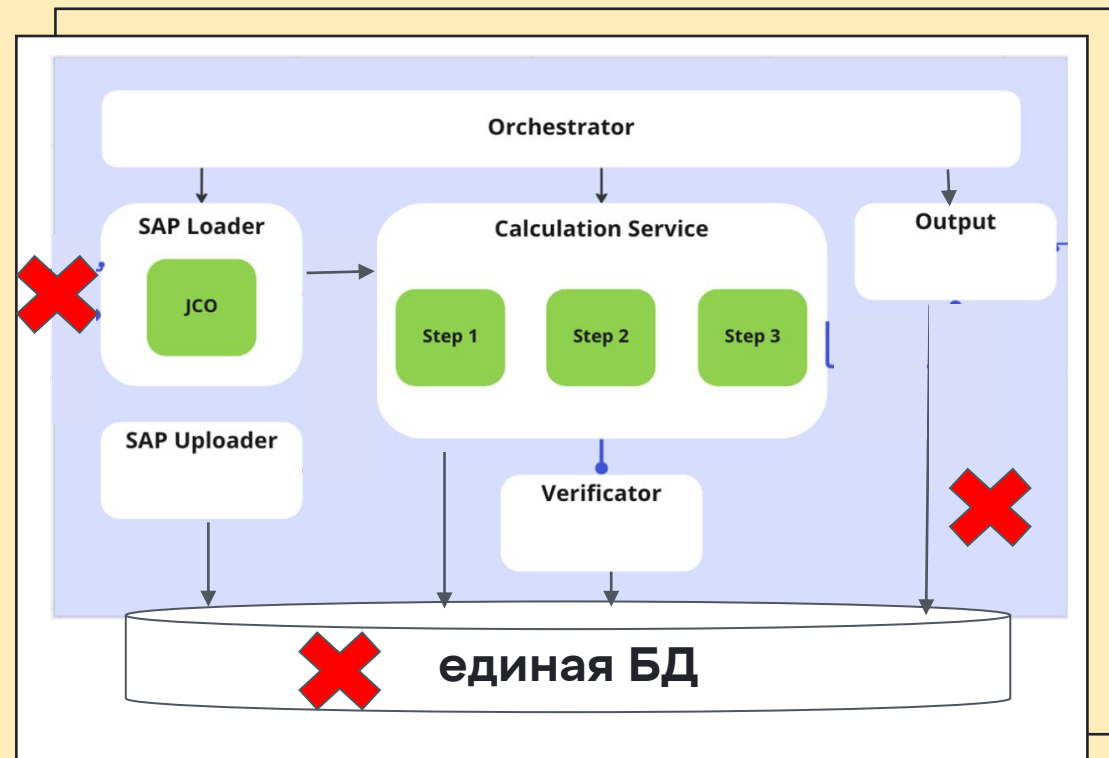 Orchestrator
SAP Loader
Calculation Service
Output
JCO
Step 1
Step 2
Step 3
SAP Uploader
Verificator
единая БД